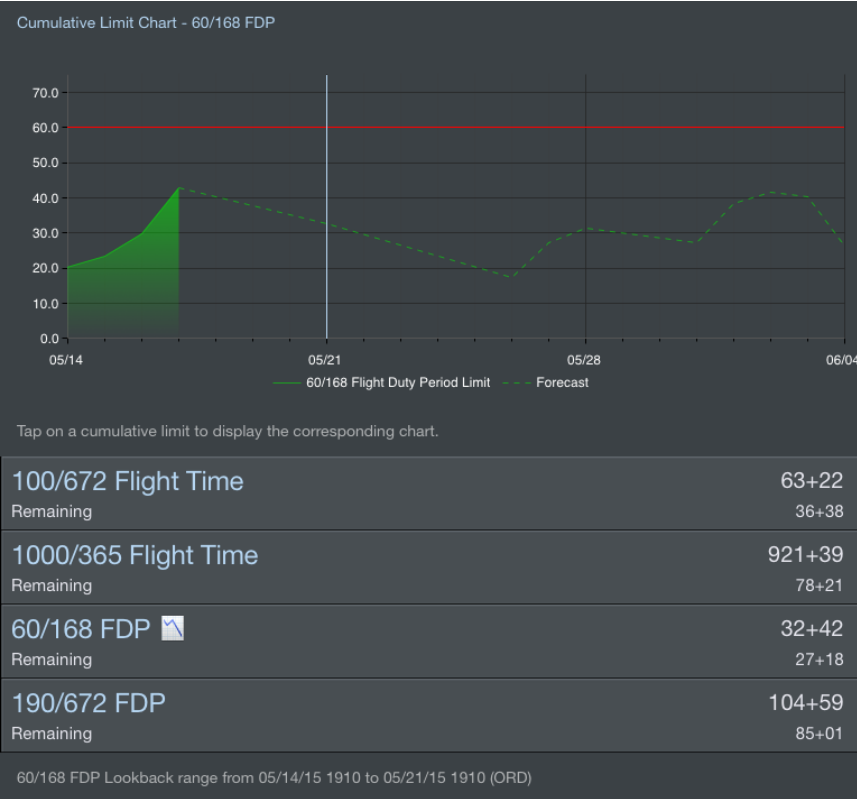 Cumulative Limit Chart - 60/168 FDP
70.0
60.0
50.0
40.0
30.0
20.0
10.0
0.0
05/14 05/21 05/28 06/04
60/168 Flight Duty Period Limit Forecast
Tap on a cumulative limit to display the corresponding chart.
100/672 Flight Time 63+22
Remaining 36+38
1000/365 Flight Time 921+39
Remaining 78+21
60/168 FDP 32+42
Remaining 27+18
190/672 FDP 104+59
Remaining 85+01
60/168 FDP Lookback range from 05/14/15 1910 to 05/21/15 1910 (ORD)